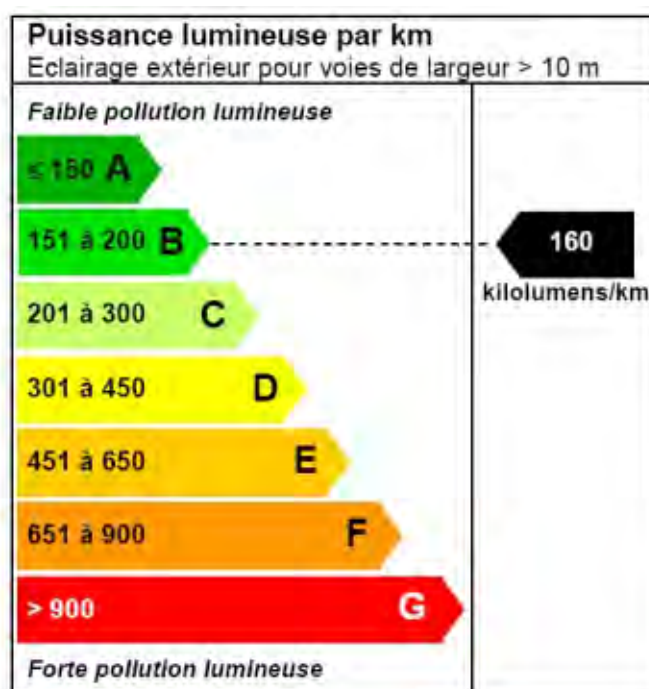 Puissance lumineuse par km
Eclairage extérieur pour voies de largeur > 10 m
Faible pollution lumineuse
≤ 150 A
151 à 200 B
160
kilolumens/km
201 à 300 C
301 à 450 D
451 à 650 E
651 à 900 F
> 900 G
Forte pollution lumineuse